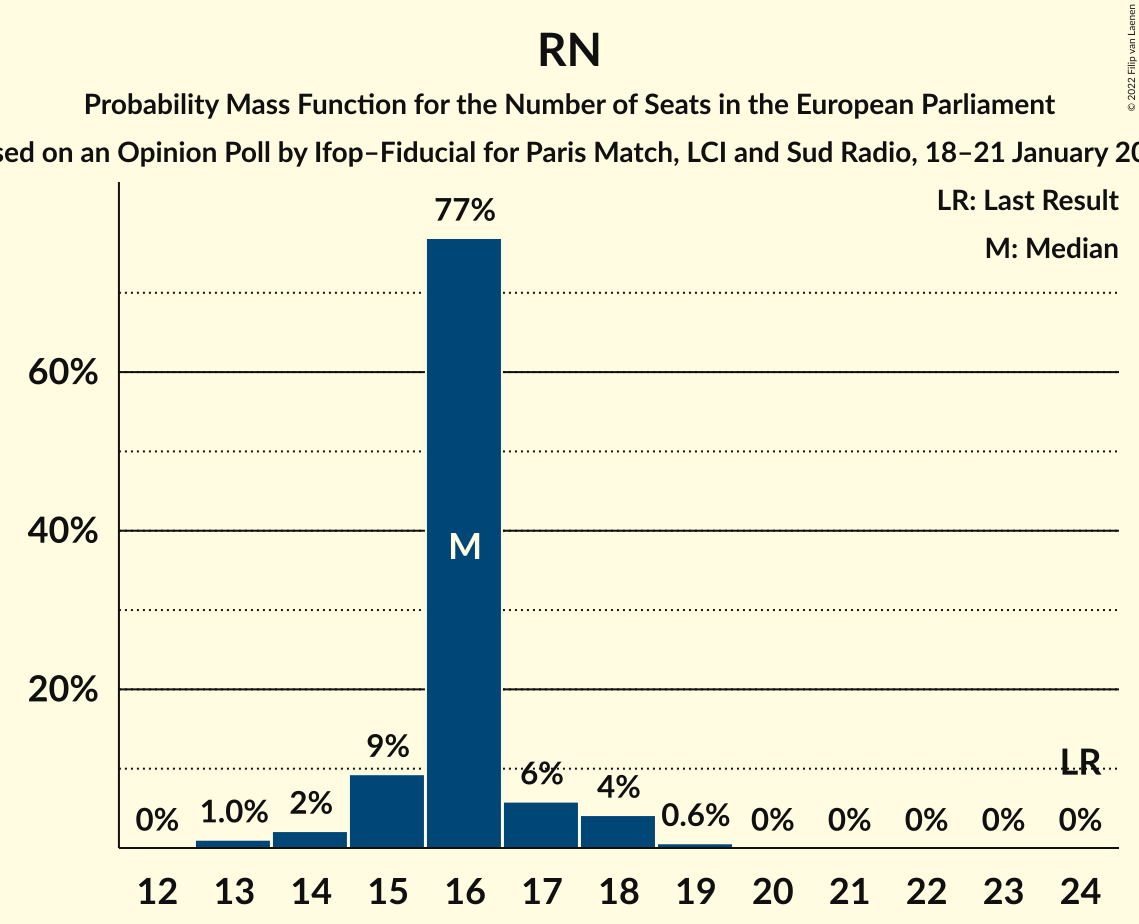 RN
Probability Mass Function for the Number of Seats in the European Parliament
sed on an Opinion Poll by Ifop–Fiducial for Paris Match, LCI and Sud Radio, 18–21 January 20
© 2022 Filip van Laenen
LR: Last Result
M: Median
77%
60%
40%
M
20%
9%
6%
4%
2%
1.0%
0.6%
0%
0%
0%
0%
0%
0%
LR
12 13 14 15 16 17 18 19 20 21 22 23 24